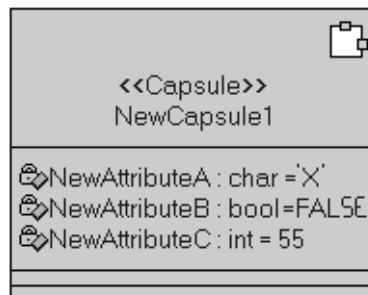 <<Capsule>>
NewCapsule1
NewAttributeA : char ='X'
NewAttributeB : bool=FALSE
NewAttributeC : int = 55